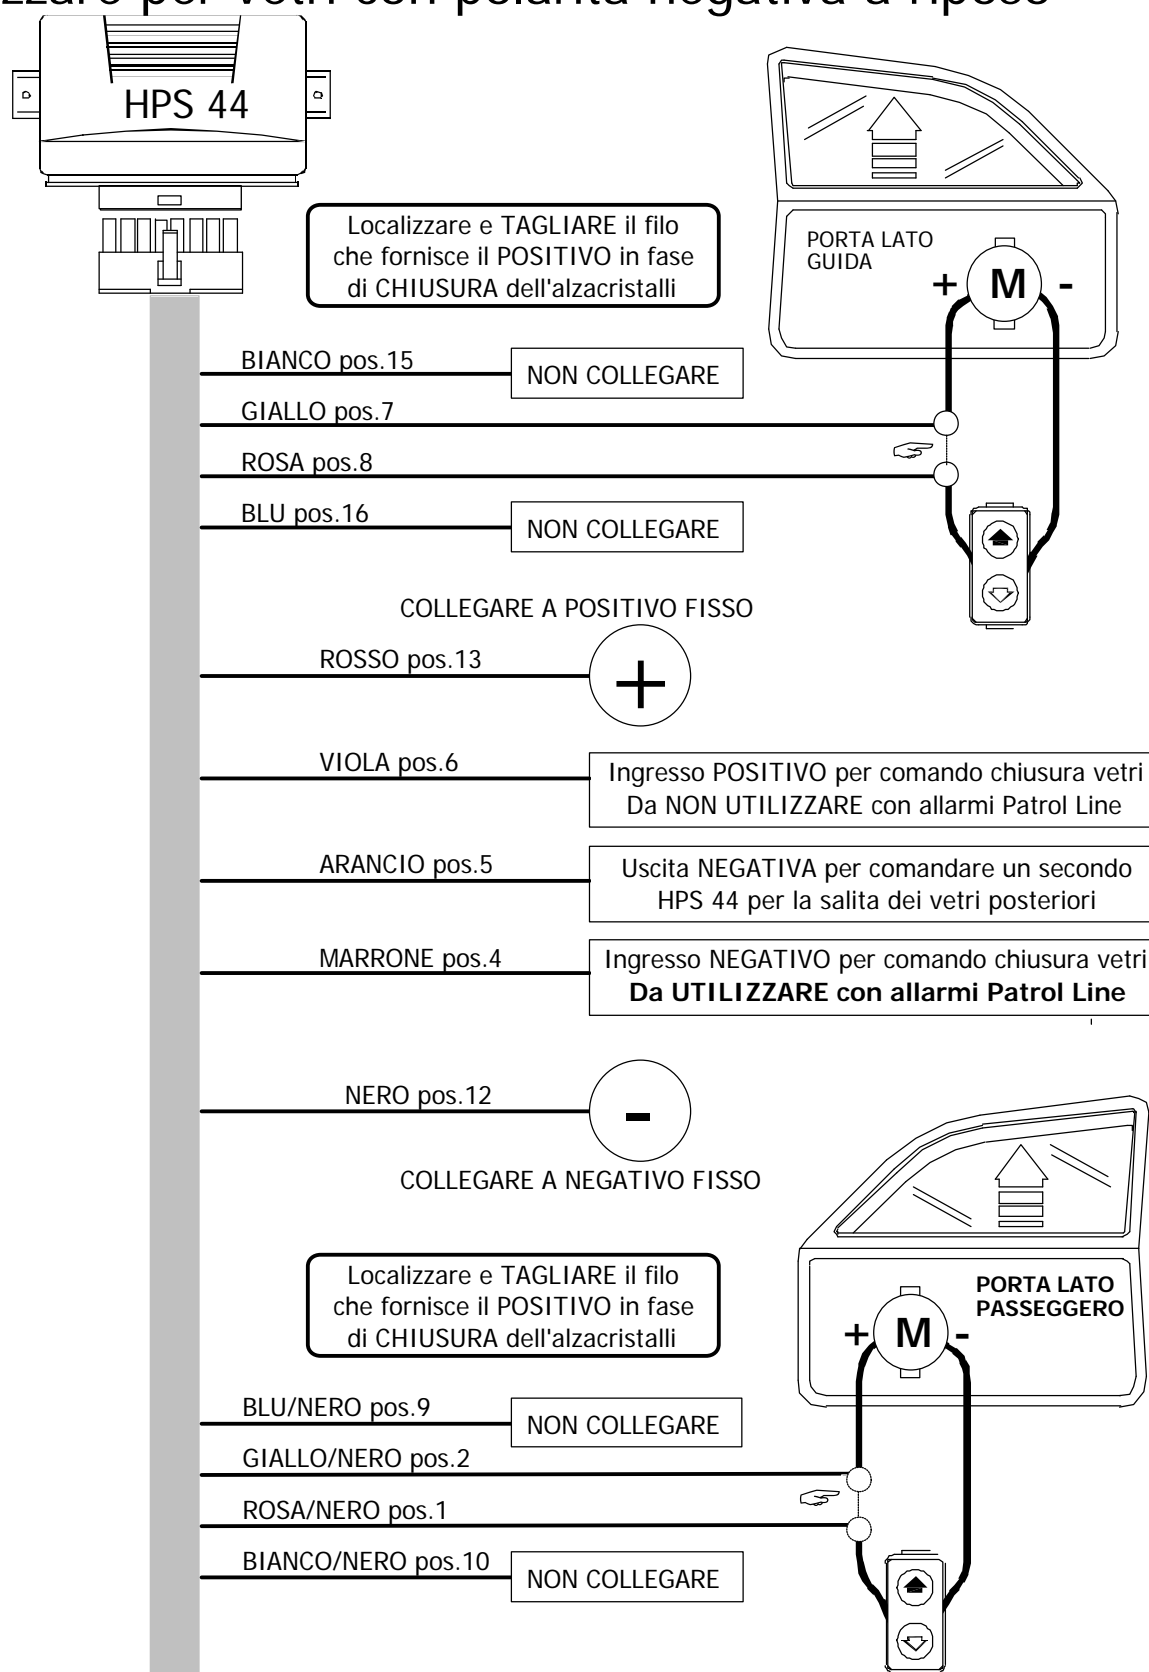 per vetri con polarità negativa a riposo
HPS 44
Localizzare e TAGLIARE il filo
che fornisce il POSITIVO in fase
di CHIUSURA dell'alzacristalli
PORTA LATO
GUIDA
+ M -
BIANCO pos.15
NON COLLEGARE
GIALLO pos.7
ROSA pos.8
BLU pos.16
NON COLLEGARE
COLLEGARE A POSITIVO FISSO
ROSSO pos.13
+
VIOLA pos.6
Ingresso POSITIVO per comando chiusura vetri
Da NON UTILIZZARE con allarmi Patrol Line
ARANCIO pos.5
Uscita NEGATIVA per comandare un secondo
HPS 44 per la salita dei vetri posteriori
MARRONE pos.4
Ingresso NEGATIVO per comando chiusura vetri
Da UTILIZZARE con allarmi Patrol Line
NERO pos.12
-
COLLEGARE A NEGATIVO FISSO
Localizzare e TAGLIARE il filo
che fornisce il POSITIVO in fase
di CHIUSURA dell'alzacristalli
PORTA LATO
PASSEGGERO
+ M -
BLU/NERO pos.9
NON COLLEGARE
GIALLO/NERO pos.2
ROSA/NERO pos.1
BIANCO/NERO pos.10
NON COLLEGARE